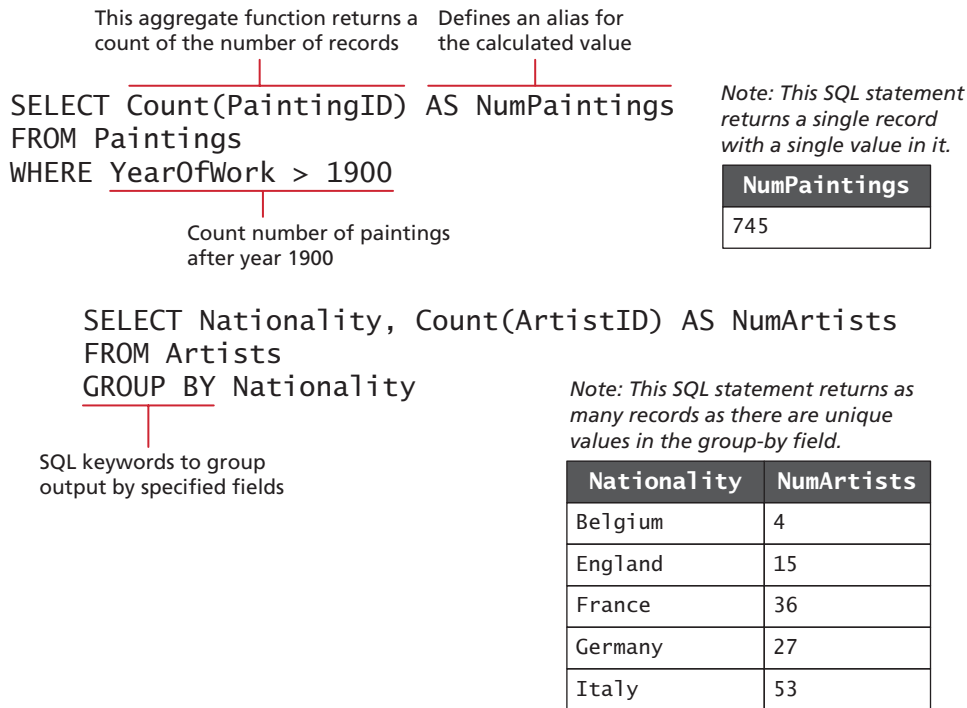 This aggregate function returns a
count of the number of records
Defines an alias for
the calculated value
SELECT Count(PaintingID) AS NumPaintings
FROM Paintings
WHERE YearOfWork > 1900
Count number of paintings
after year 1900
Note: This SQL statement
returns a single record
with a single value in it.
NumPaintings
745
SELECT Nationality, Count(ArtistID) AS NumArtists
FROM Artists
GROUP BY Nationality
SQL keywords to group
output by specified fields
Note: This SQL statement returns as
many records as there are unique
values in the group-by field.
Nationality NumArtists
Belgium 4
England 15
France 36
Germany 27
Italy 53